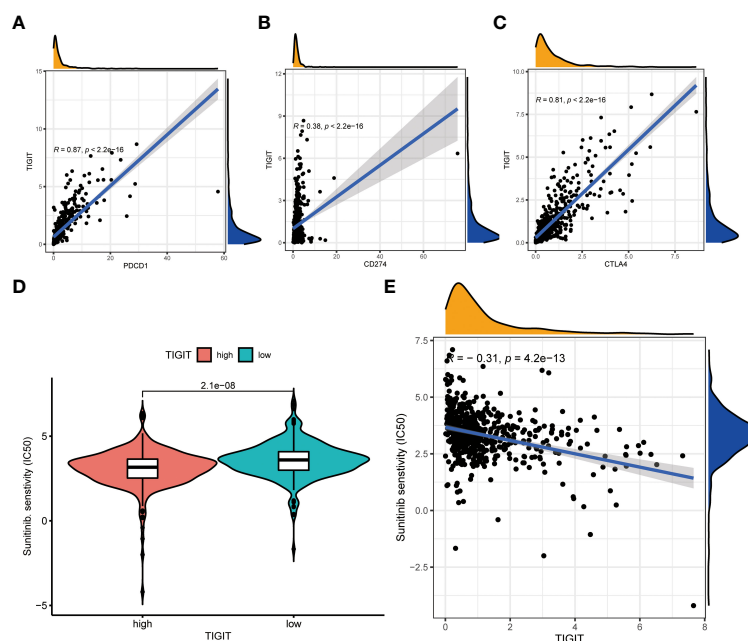 A
B
C
15
10
5
0
TIGIT
R = 0.87, p < 2.2e−16
0
20
40
60
PDCD1
12
9
6
3
0
TIGIT
R = 0.38, p < 2.2e−16
0
20
40
60
CD274
10.0
7.5
5.0
2.5
0.0
TIGIT
R = 0.81, p < 2.2e−16
0.0
2.5
5.0
7.5
CTLA4
D
TIGIT high low
2.1e−08
5
0
−5
Sunitinib sensitivity (IC50)
high
low
TIGIT
E
7.5
5.0
2.5
0.0
−2.5
Sunitinib sensitivity (IC50)
R = − 0.31, p = 4.2e−13
0
2
4
6
8
TIGIT